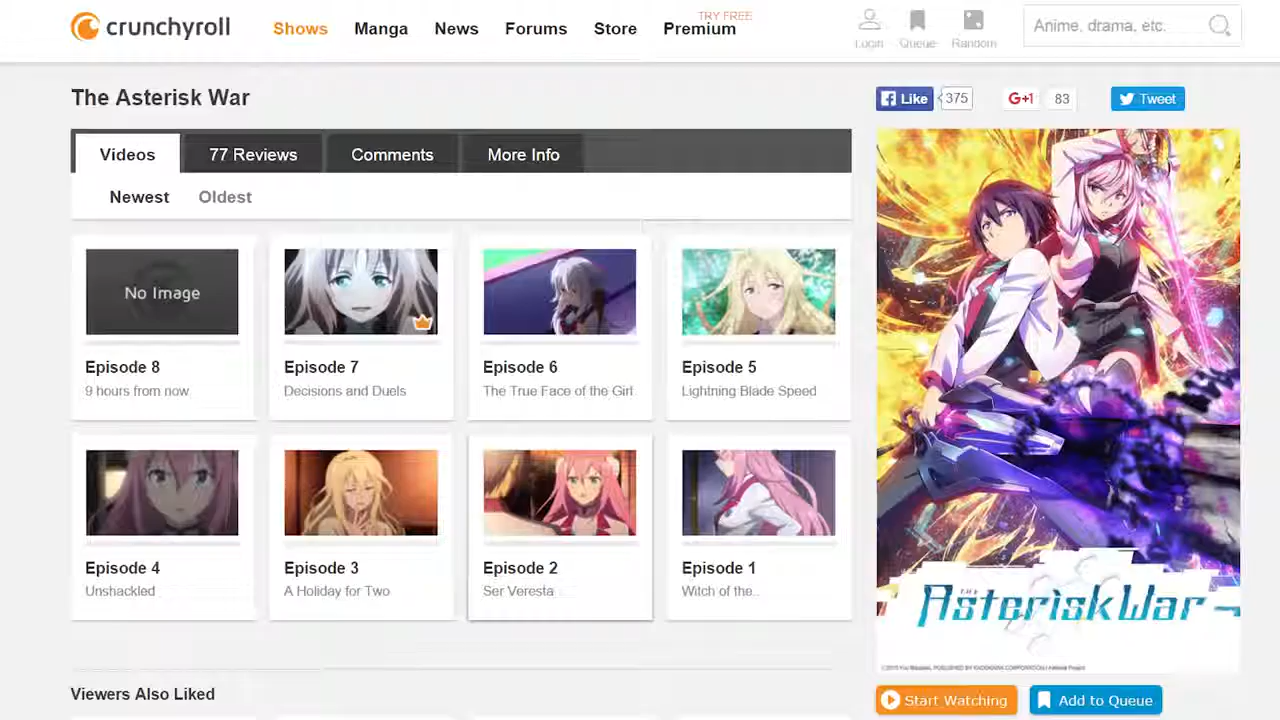 crunchyroll
Shows Manga News Forums Store Premium
TRY FREE
Login Queue Random
Anime, drama, etc.
The Asterisk War
Like 375
G+1 83
Tweet
Videos 77 Reviews Comments More Info
Newest Oldest
No Image
Episode 8
9 hours from now
Episode 7
Decisions and Duels
Episode 6
The True Face of the Girl
Episode 5
Lightning Blade Speed
Episode 4
Unshackled
Episode 3
A Holiday for Two
Episode 2
Ser Veresta
Episode 1
Witch of the..
THE
AsteriskWar
Viewers Also Liked
Start Watching
Add to Queue